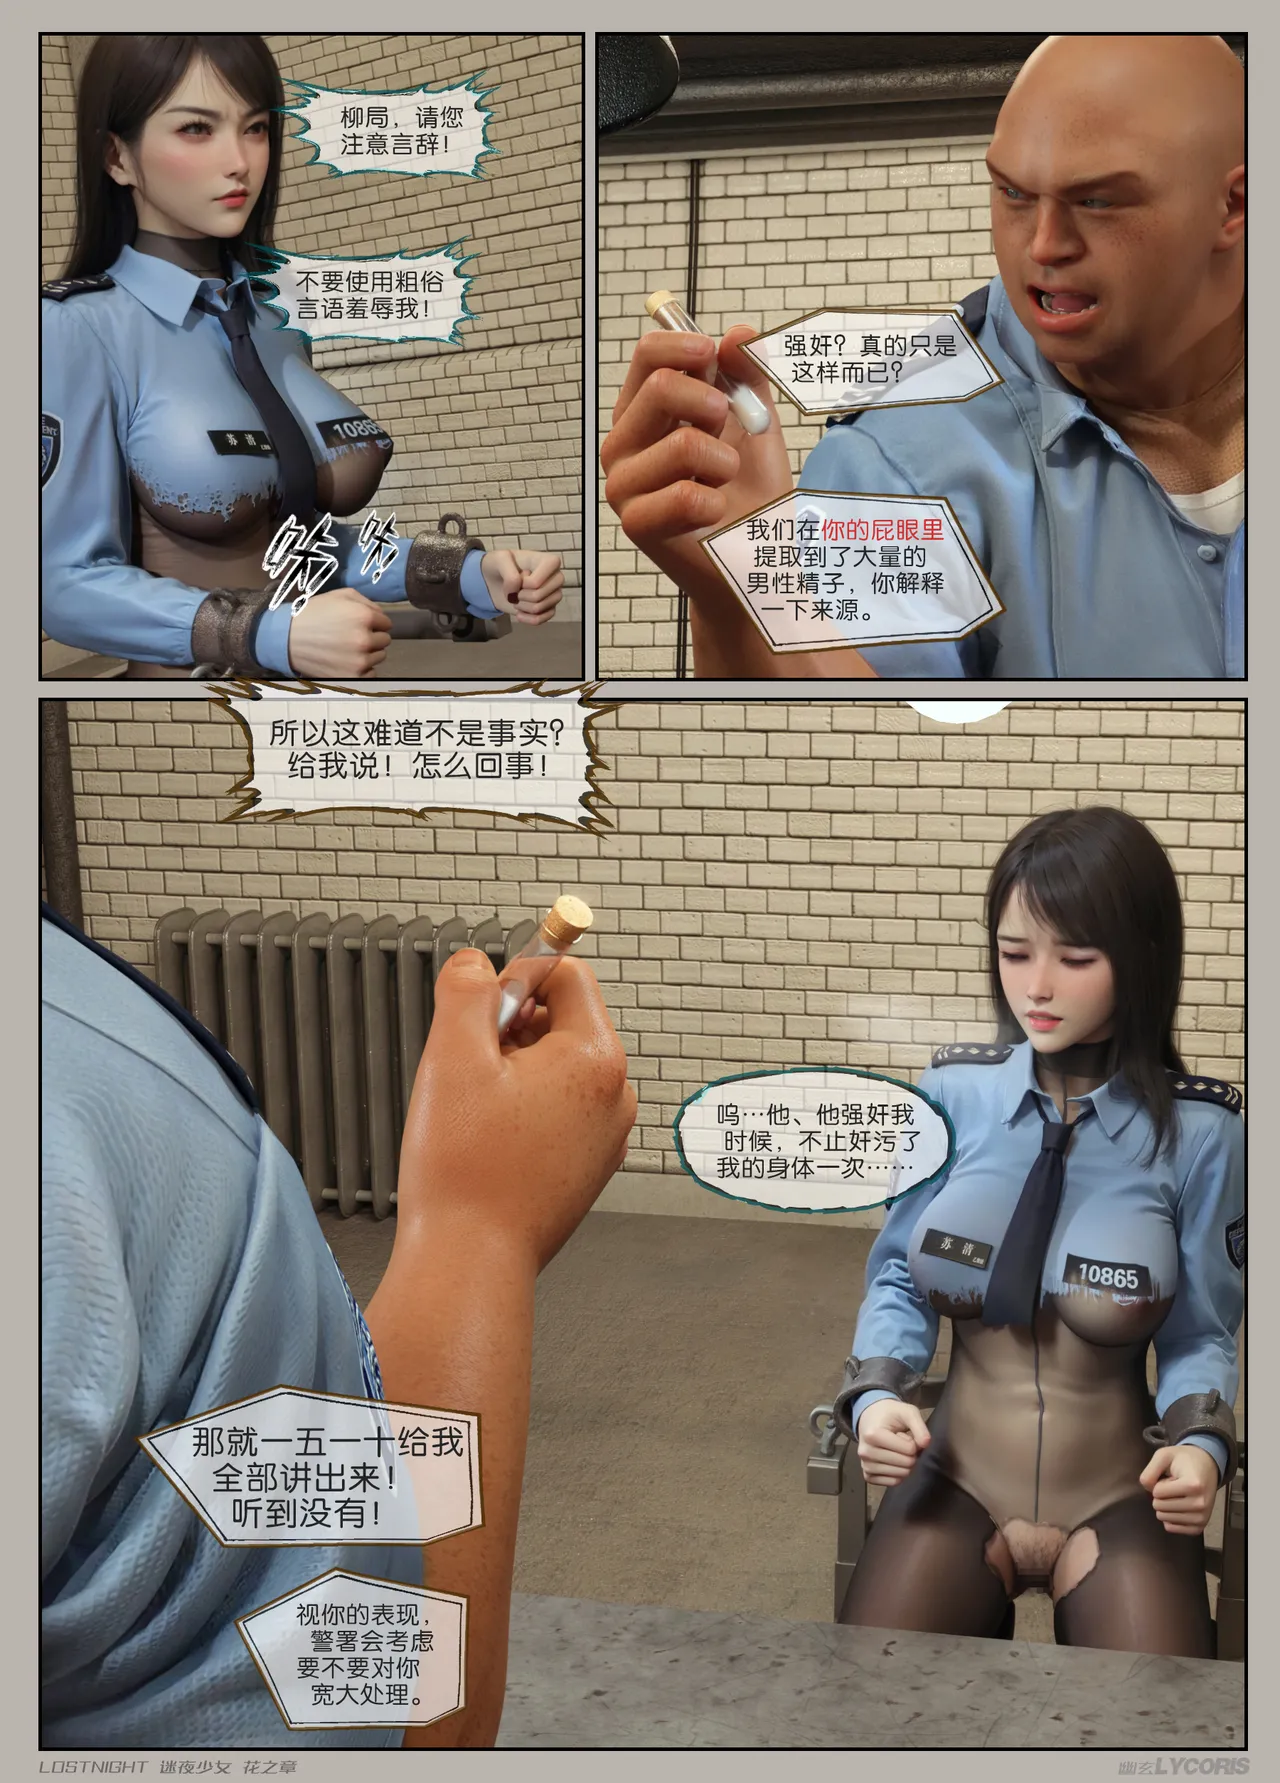 柳局，请您
注意言辞！
不要使用粗俗
言语羞辱我！
苏清
10865
咚！
咚！
强奸？真的只是
这样而已？
我们在你的屁眼里
提取到了大量的
男性精子，你解释
一下来源。
所以这难道不是事实？
给我说！怎么回事！
呜…他、他强奸我
时候，不止奸污了
我的身体一次……
苏清
10865
那就一五一十给我
全部讲出来！
听到没有！
视你的表现，
警署会考虑
要不要对你
宽大处理。
LOSTNIGHT 迷夜少女 花之章
幽玄LYCORIS